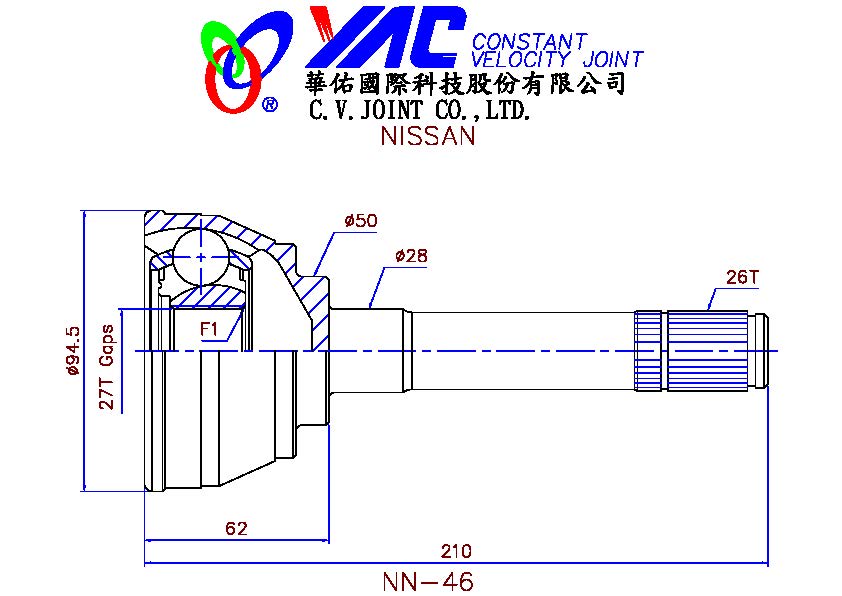 YAC CONSTANT
VELOCITY JOINT
®
華佑國際科技股份有限公司
C.V.JOINT CO.,LTD.
NISSAN
ø50
ø28
26T
F1
ø94.5
27T Gaps
62
210
NN-46